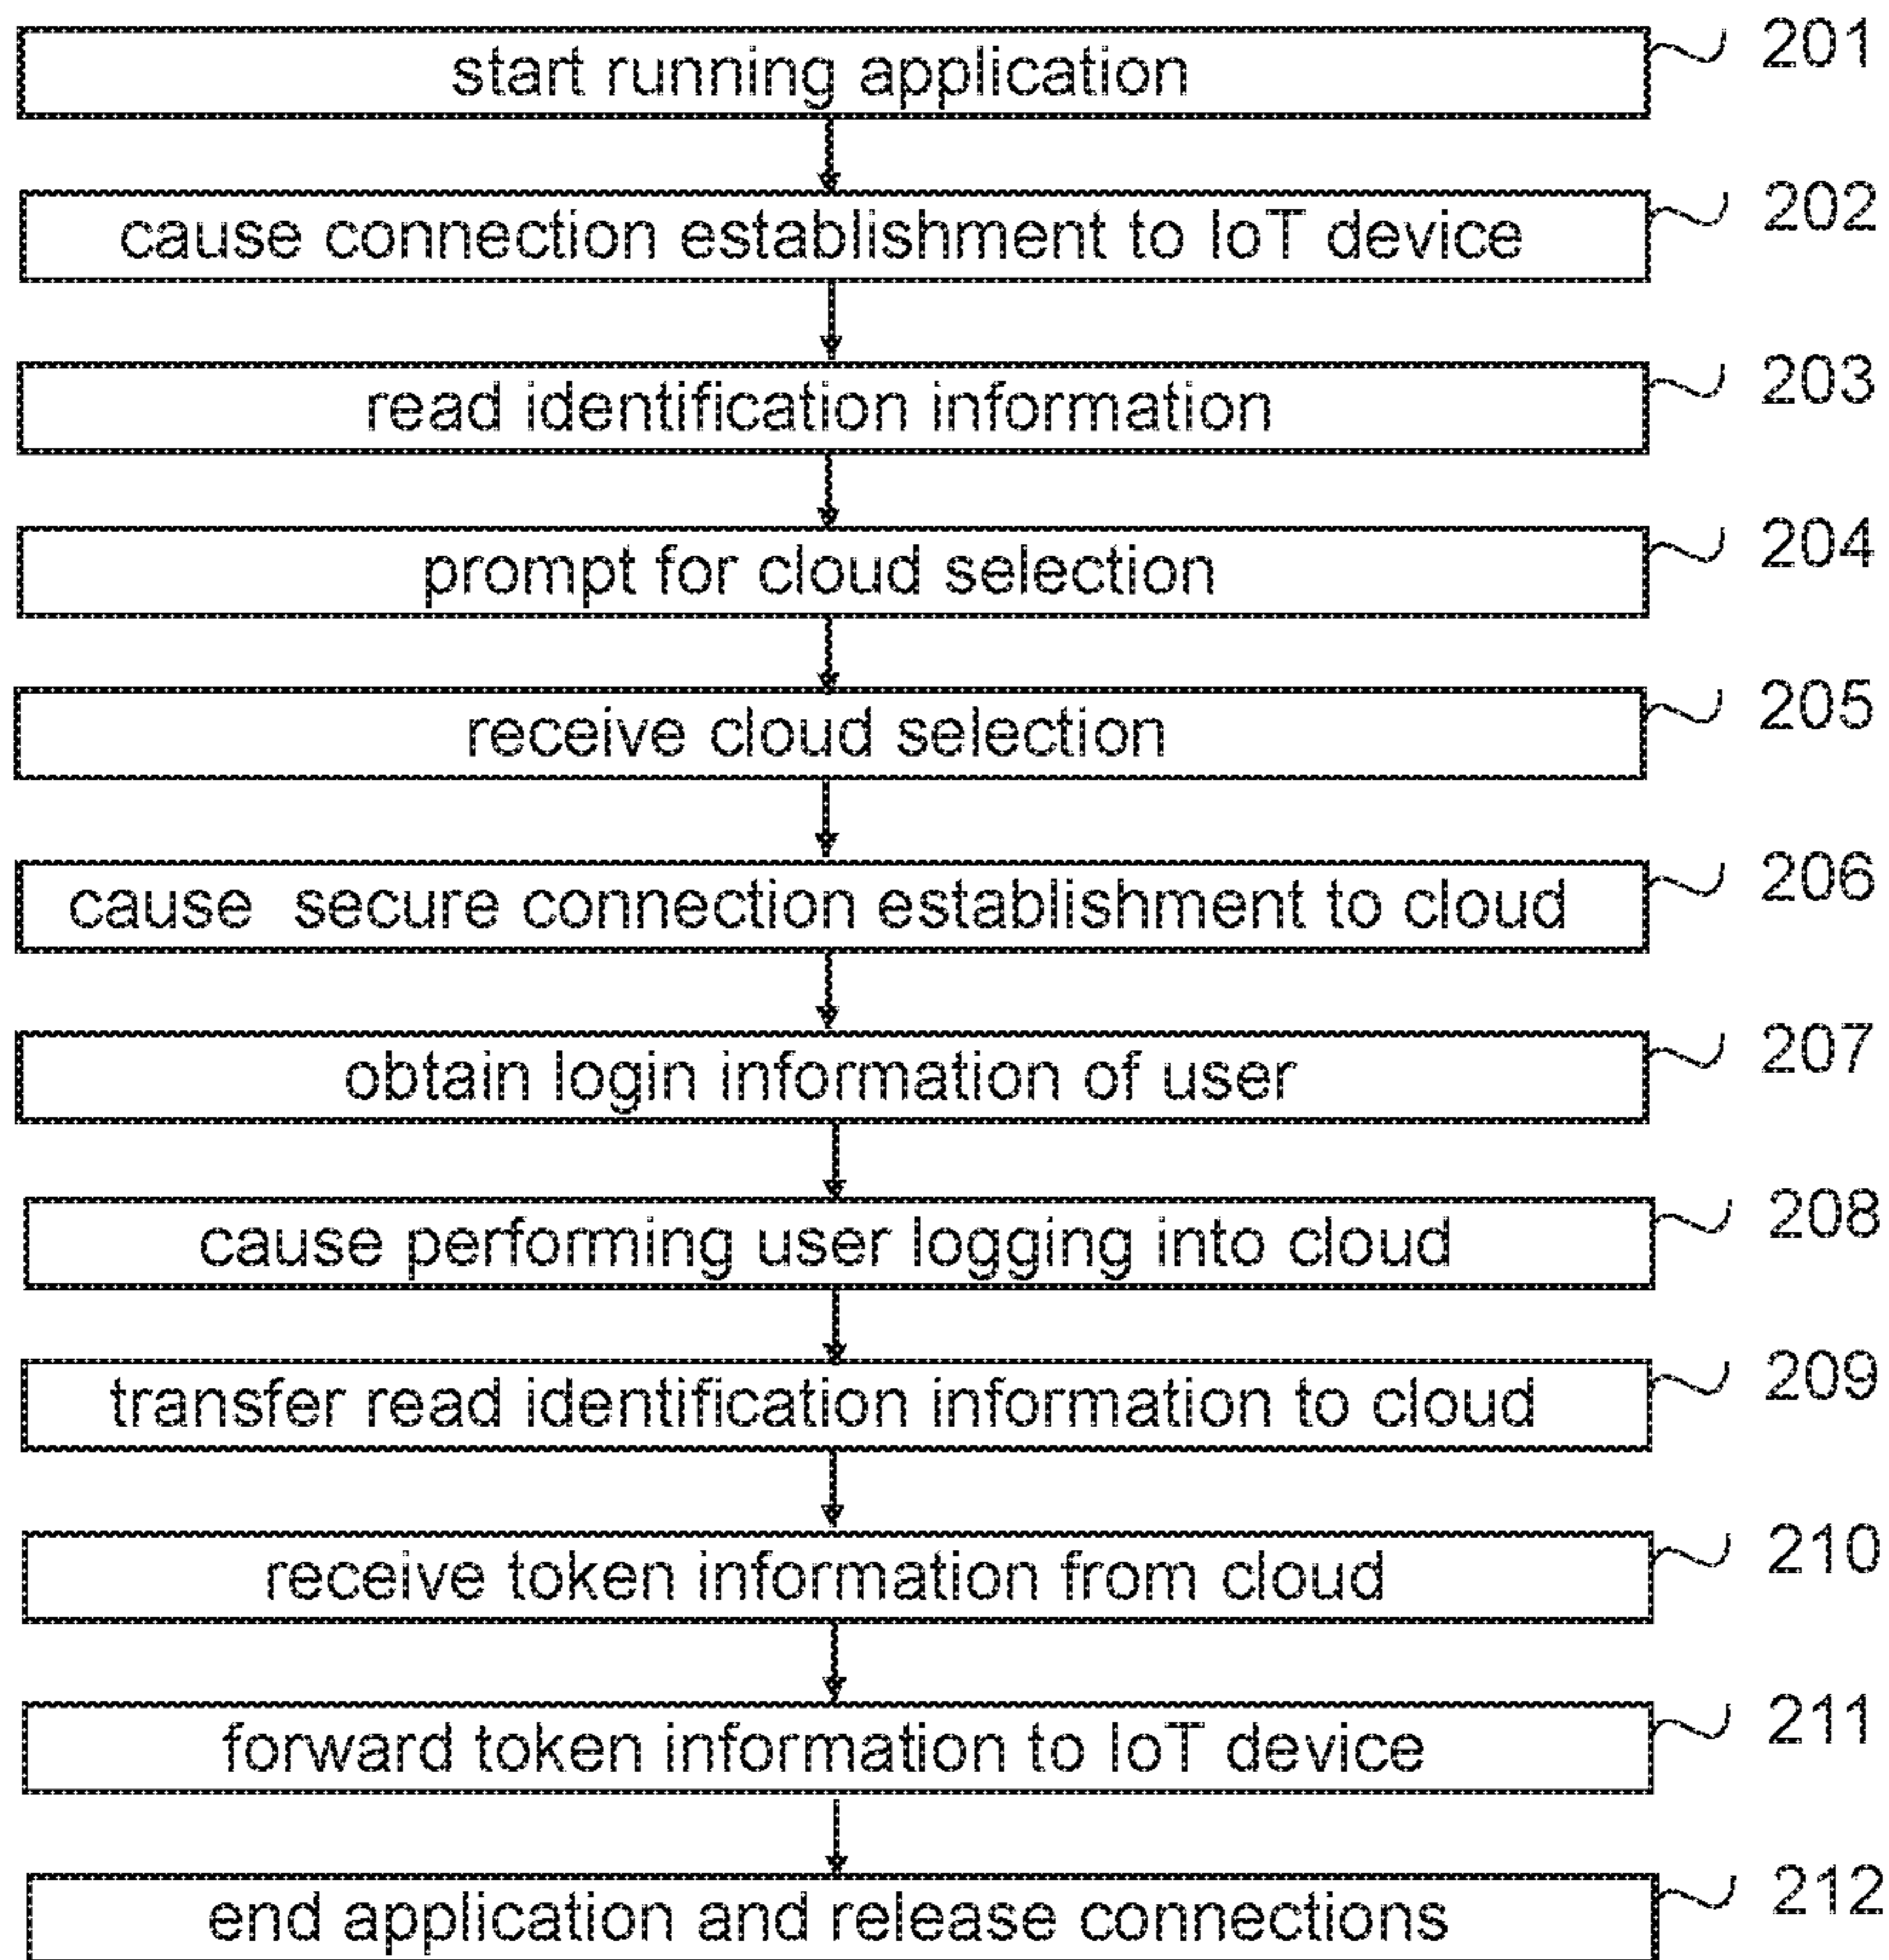 start running application 201
cause connection establishment to IoT device 202
read identification information 203
prompt for cloud selection 204
receive cloud selection 205
cause secure connection establishment to cloud 206
obtain login information of user 207
cause performing user logging into cloud 208
transfer read identification information to cloud 209
receive token information from cloud 210
forward token information to IoT device 211
end application and release connections 212